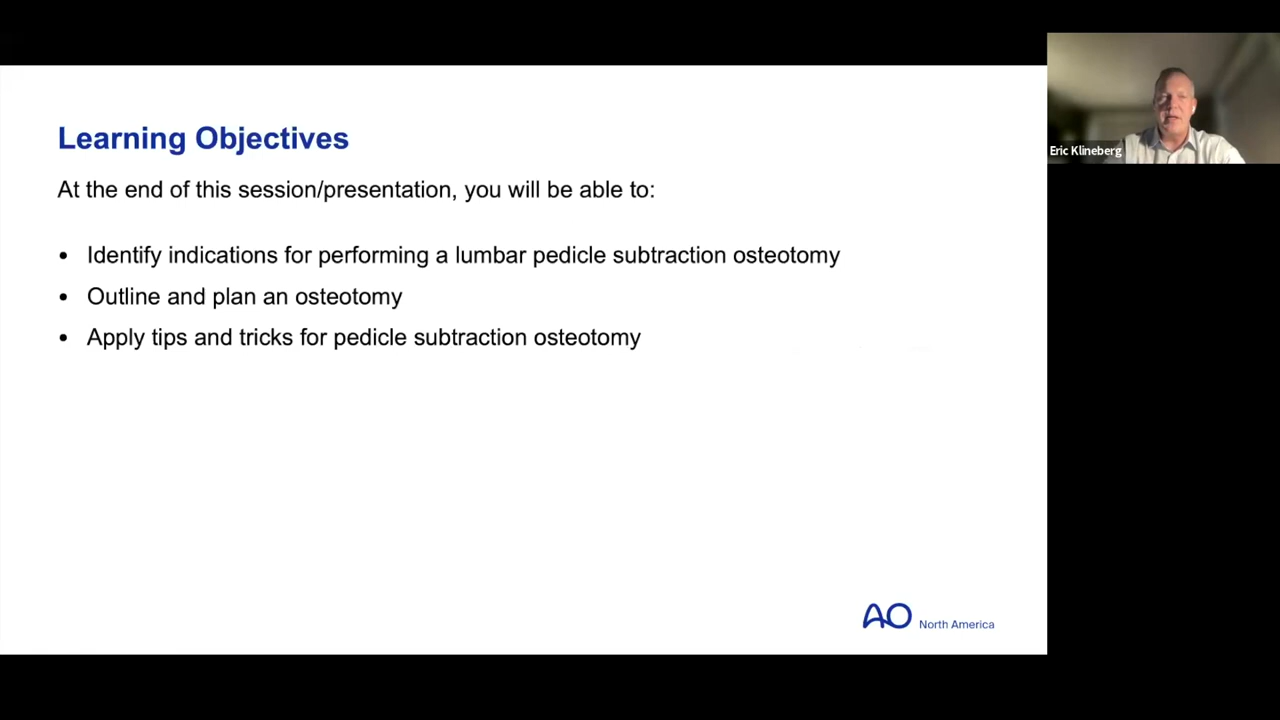 Learning Objectives
At the end of this session/presentation, you will be able to:
• Identify indications for performing a lumbar pedicle subtraction osteotomy
• Outline and plan an osteotomy
• Apply tips and tricks for pedicle subtraction osteotomy
Eric Klineberg
AO North America